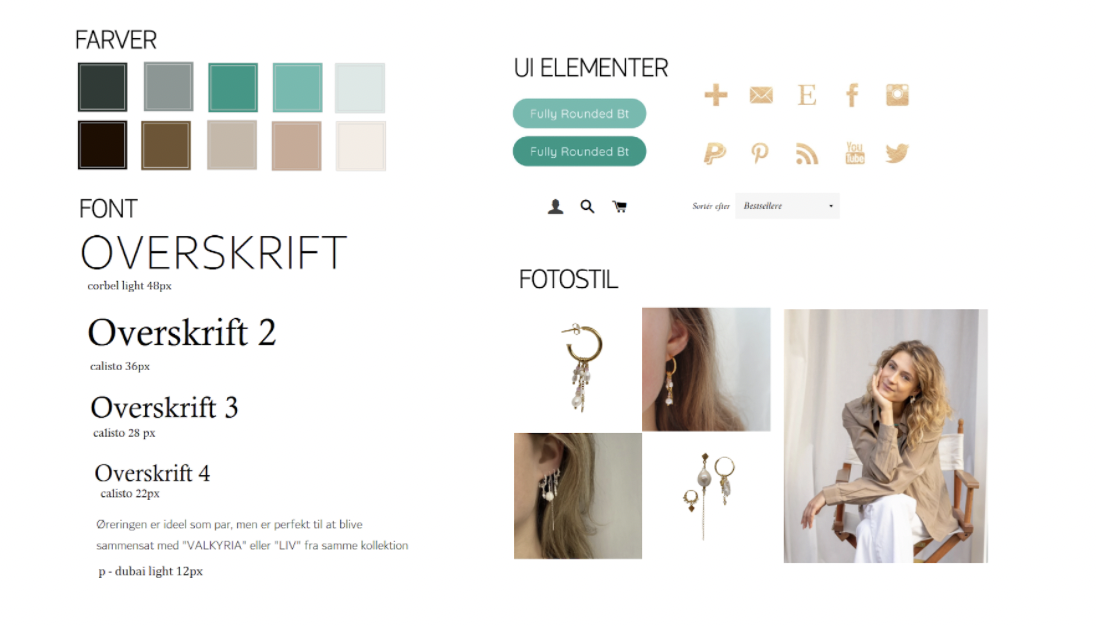 FARVER
FONT
OVERSKRIFT
corbel light 48px
Overskrift 2
calisto 36px
Overskrift 3
calisto 28 px
Overskrift 4
calisto 22px
Øreringen er ideel som par, men er perfekt til at blive
sammensat med "VALKYRIA" eller "LIV" fra samme kollektion
p - dubai light 12px
UI ELEMENTER
Fully Rounded Bt
Fully Rounded Bt
E
You
Tube
Sortér efter
Bestsellere
FOTOSTIL